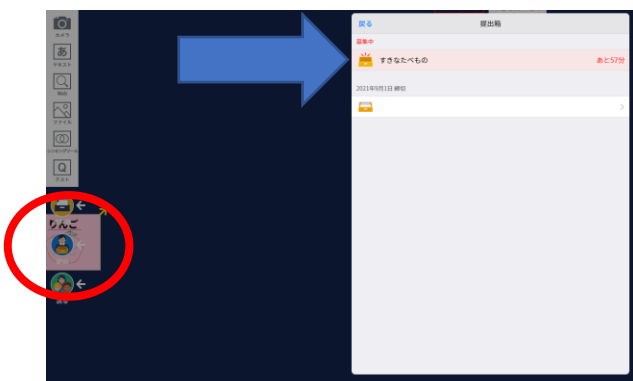 カメラ
あ
テキスト
Web
ファイル
シンキングツール
Q
テスト
りんご
戻る
提出箱
募集中
すきなたべもの
あと57分
2021年9月1日 締切